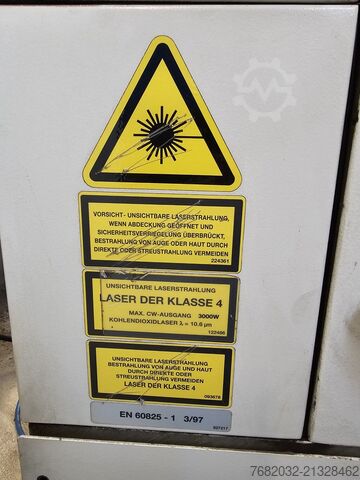 VORSICHT - UNSICHTBARE LASERSTRAHLUNG,
WENN ABDECKUNG GEÖFFNET UND
SICHERHEITSVERRIEGELUNG ÜBERBRÜCKT.
BESTRAHLUNG VON AUGE ODER HAUT DURCH
DIREKTE ODER STREUSTRAHLUNG VERMEIDEN
224361
UNSICHTBARE LASERSTRAHLUNG
LASER DER KLASSE 4
MAX. CW-AUSGANG 3000W
KOHLENDIOXIDLASER λ = 10,6 µm
122486
UNSICHTBARE LASERSTRAHLUNG
BESTRAHLUNG VON AUGE UND HAUT
DURCH DIREKTE ODER
STREUSTRAHLUNG VERMEIDEN
LASER DER KLASSE 4
093678
EN 60825 - 1 3/97
7682032-21328462